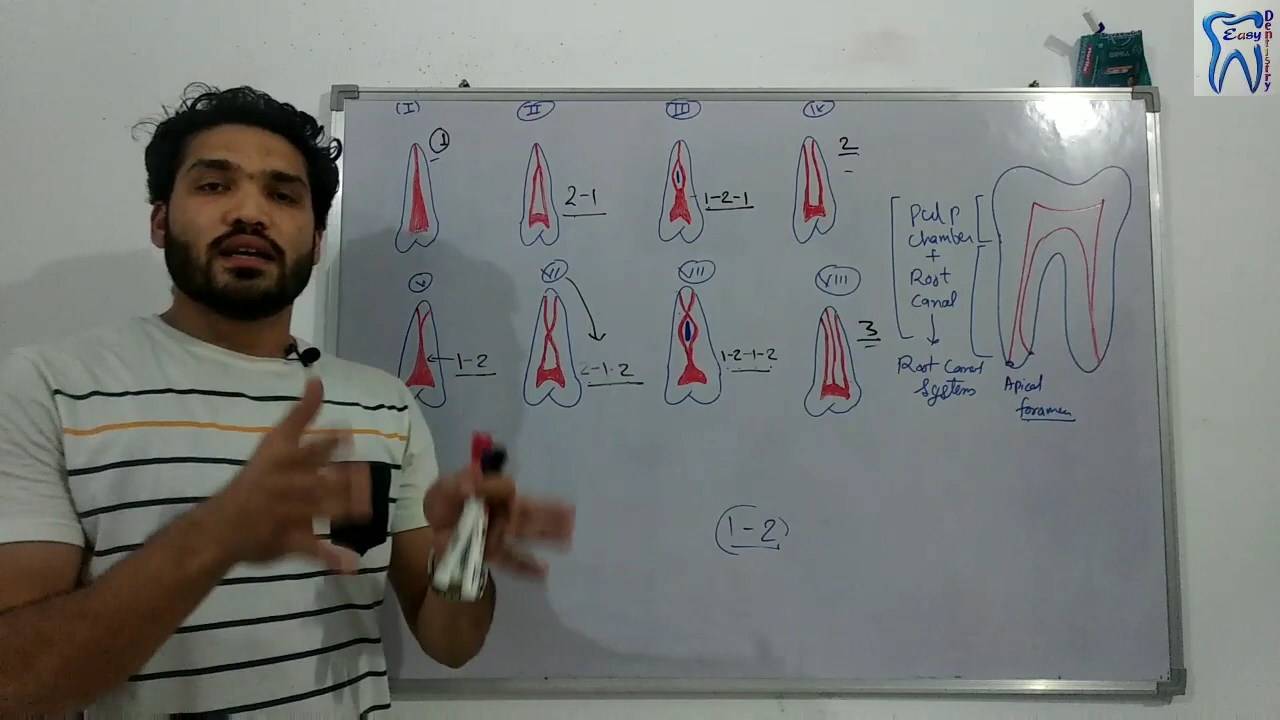 Easy
Dentistry
(I)
II
III
IV
1
2-1
1-2-1
2
V
VI
VII
VIII
1-2
2-1-2
1-2-1-2
3
Pulp
chamber
+
Root
canal
Root Canal
System
Apical
foramen
(1-2)